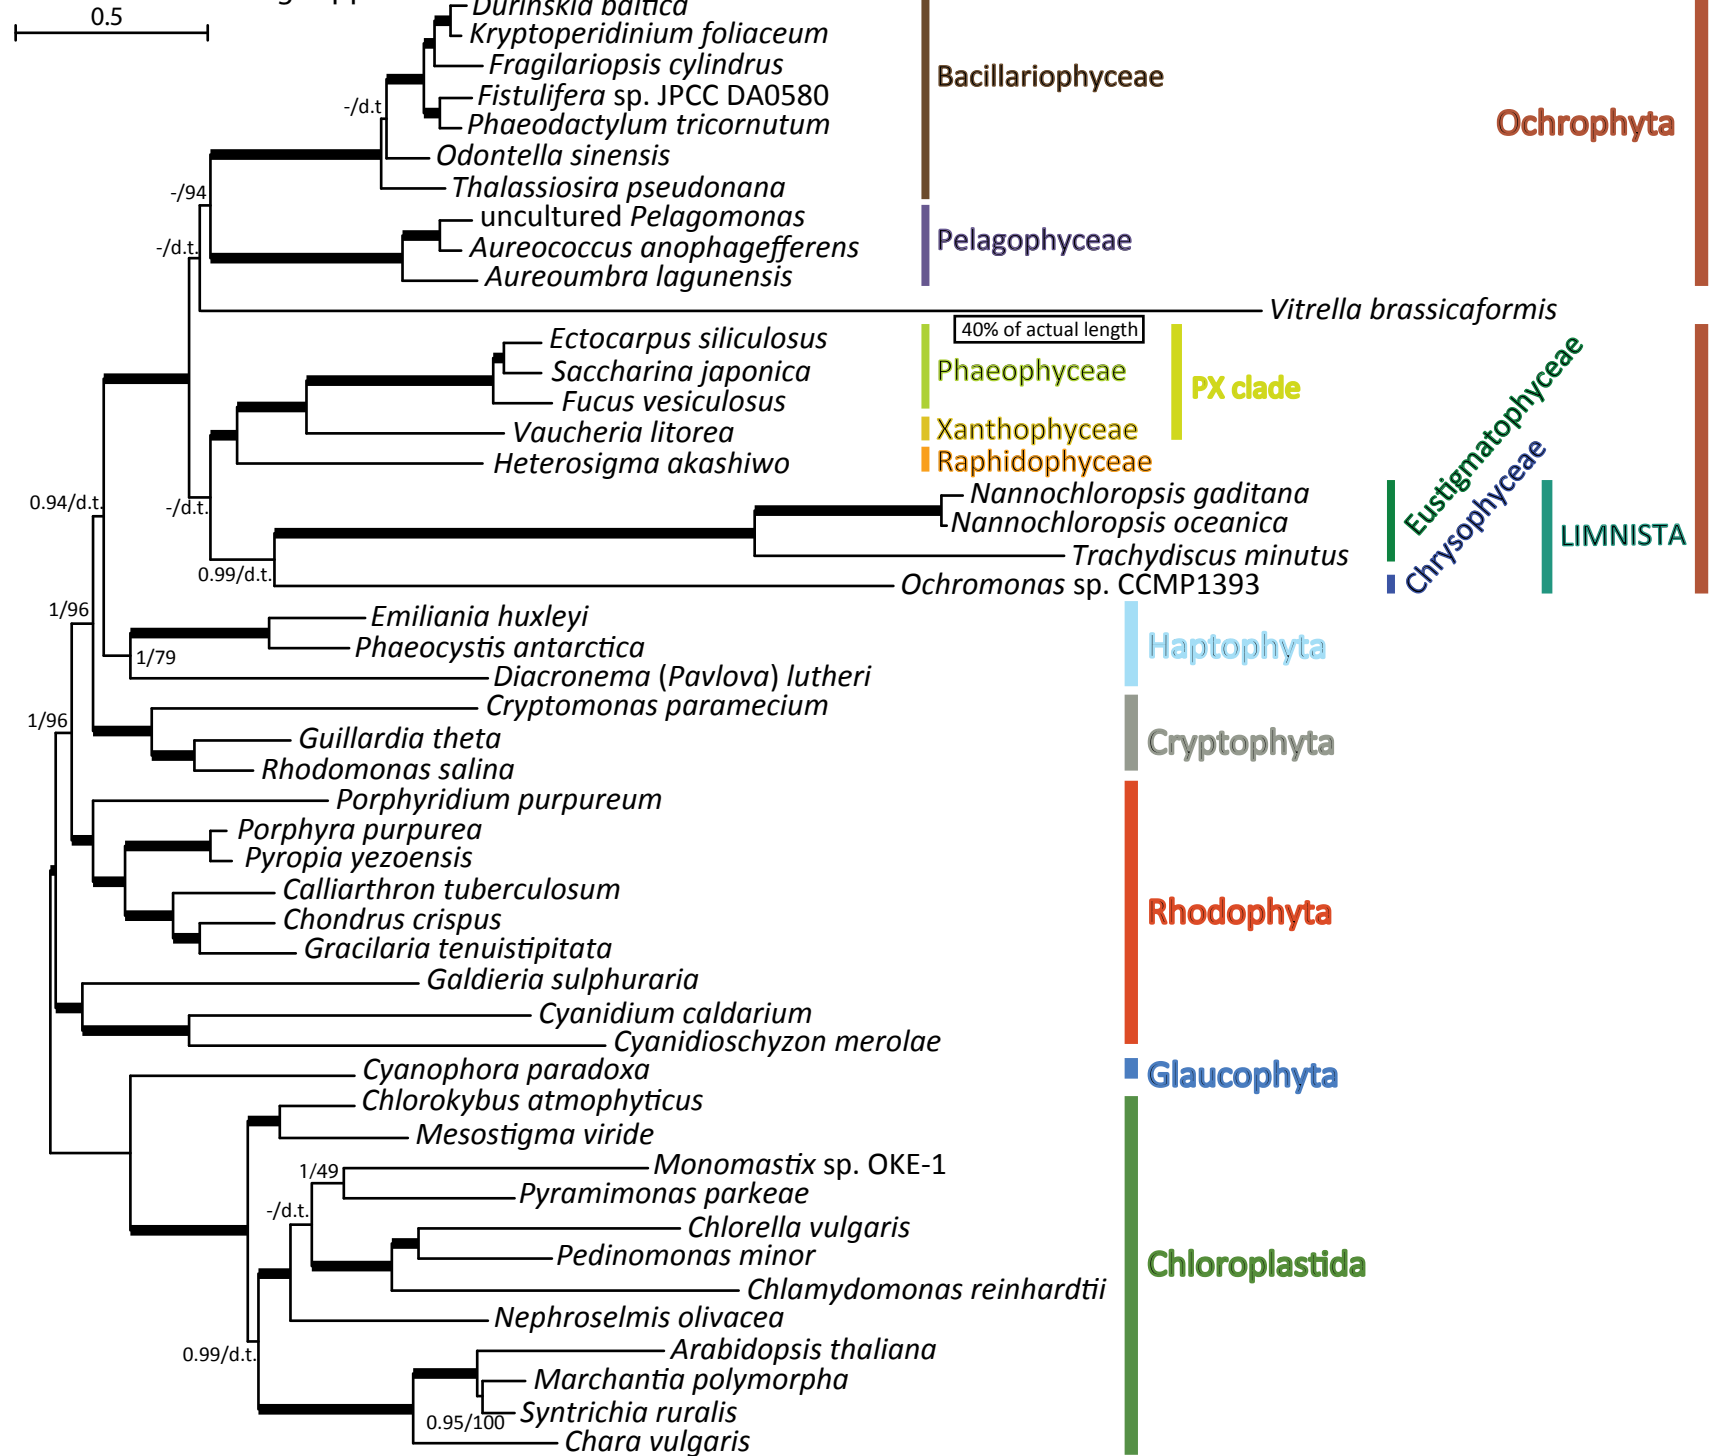 0.5
Durinskia baltica
Kryptoperidinium foliaceum
Fragilariopsis cylindrus
Bacillariophyceae
Fistulifera sp. JPCC DA0580
-/d.t
Phaeodactylum tricornutum
Ochrophyta
Odontella sinensis
Thalassiosira pseudonana
-/94
uncultured Pelagomonas
Pelagophyceae
-/d.t.
Aureococcus anophagefferens
Aureoumbra lagunensis
Vitrella brassicaformis
40% of actual length
Ectocarpus siliculosus
Saccharina japonica
Phaeophyceae
PX clade
Fucus vesiculosus
Vaucheria litorea
Xanthophyceae
Heterosigma akashiwo
Raphidophyceae
Eustigmatophyceae
Chrysophyceae
LIMNISTA
Nannochloropsis gaditana
0.94/d.t.
-/d.t.
Nannochloropsis oceanica
Trachydiscus minutus
0.99/d.t.
Ochromonas sp. CCMP1393
1/96
Emiliania huxleyi
Phaeocystis antarctica
Haptophyta
1/79
Diacronema (Pavlova) lutheri
Cryptomonas paramecium
1/96
Guillardia theta
Cryptophyta
Rhodomonas salina
Porphyridium purpureum
Porphyra purpurea
Pyropia yezoensis
Calliarthron tuberculosum
Rhodophyta
Chondrus crispus
Gracilaria tenuistipitata
Galdieria sulphuraria
Cyanidium caldarium
Cyanidioschyzon merolae
Cyanophora paradoxa
Glaucophyta
Chlorokybus atmophyticus
Mesostigma viride
1/49
Monomastix sp. OKE-1
Pyramimonas parkeae
-/d.t.
Chlorella vulgaris
Pedinomonas minor
Chloroplastida
Chlamydomonas reinhardtii
Nephroselmis olivacea
0.99/d.t.
Arabidopsis thaliana
Marchantia polymorpha
0.95/100
Syntrichia ruralis
Chara vulgaris